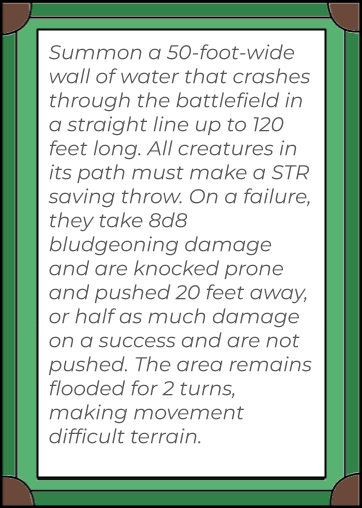 Summon a 50-foot-wide
wall of water that crashes
through the battlefield in
a straight line up to 120
feet long. All creatures in
its path must make a STR
saving throw. On a failure,
they take 8d8
bludgeoning damage
and are knocked prone
and pushed 20 feet away,
or half as much damage
on a success and are not
pushed. The area remains
flooded for 2 turns,
making movement
difficult terrain.